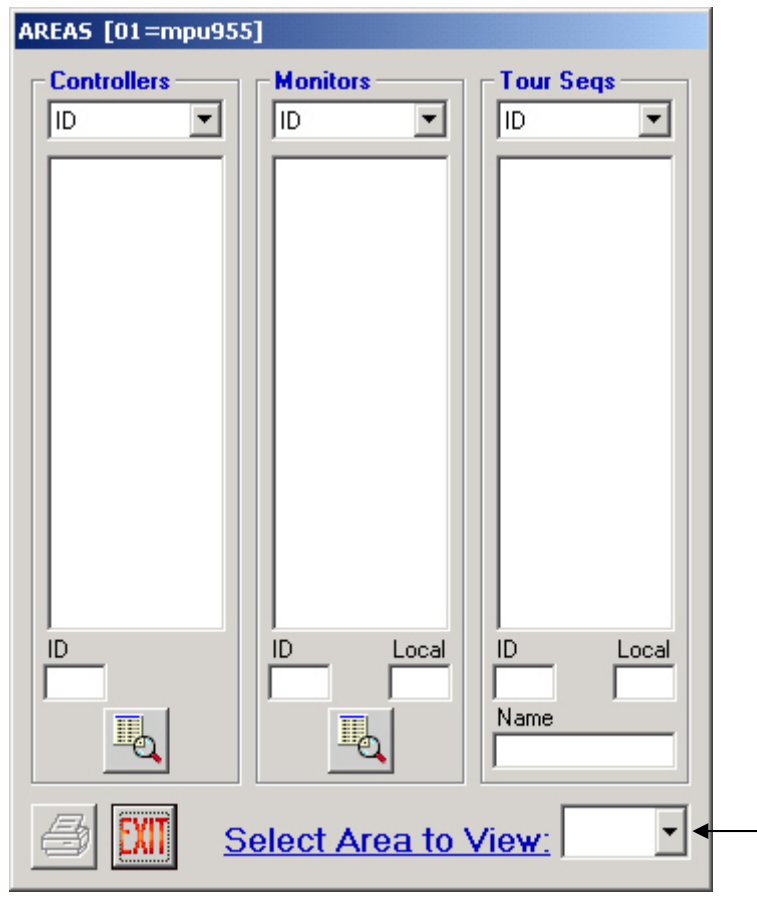 AREAS [01=mpu955]
Controllers Monitors Tour Seqs
ID ID ID
ID ID Local ID Local
Name
EXIT Select Area to View: